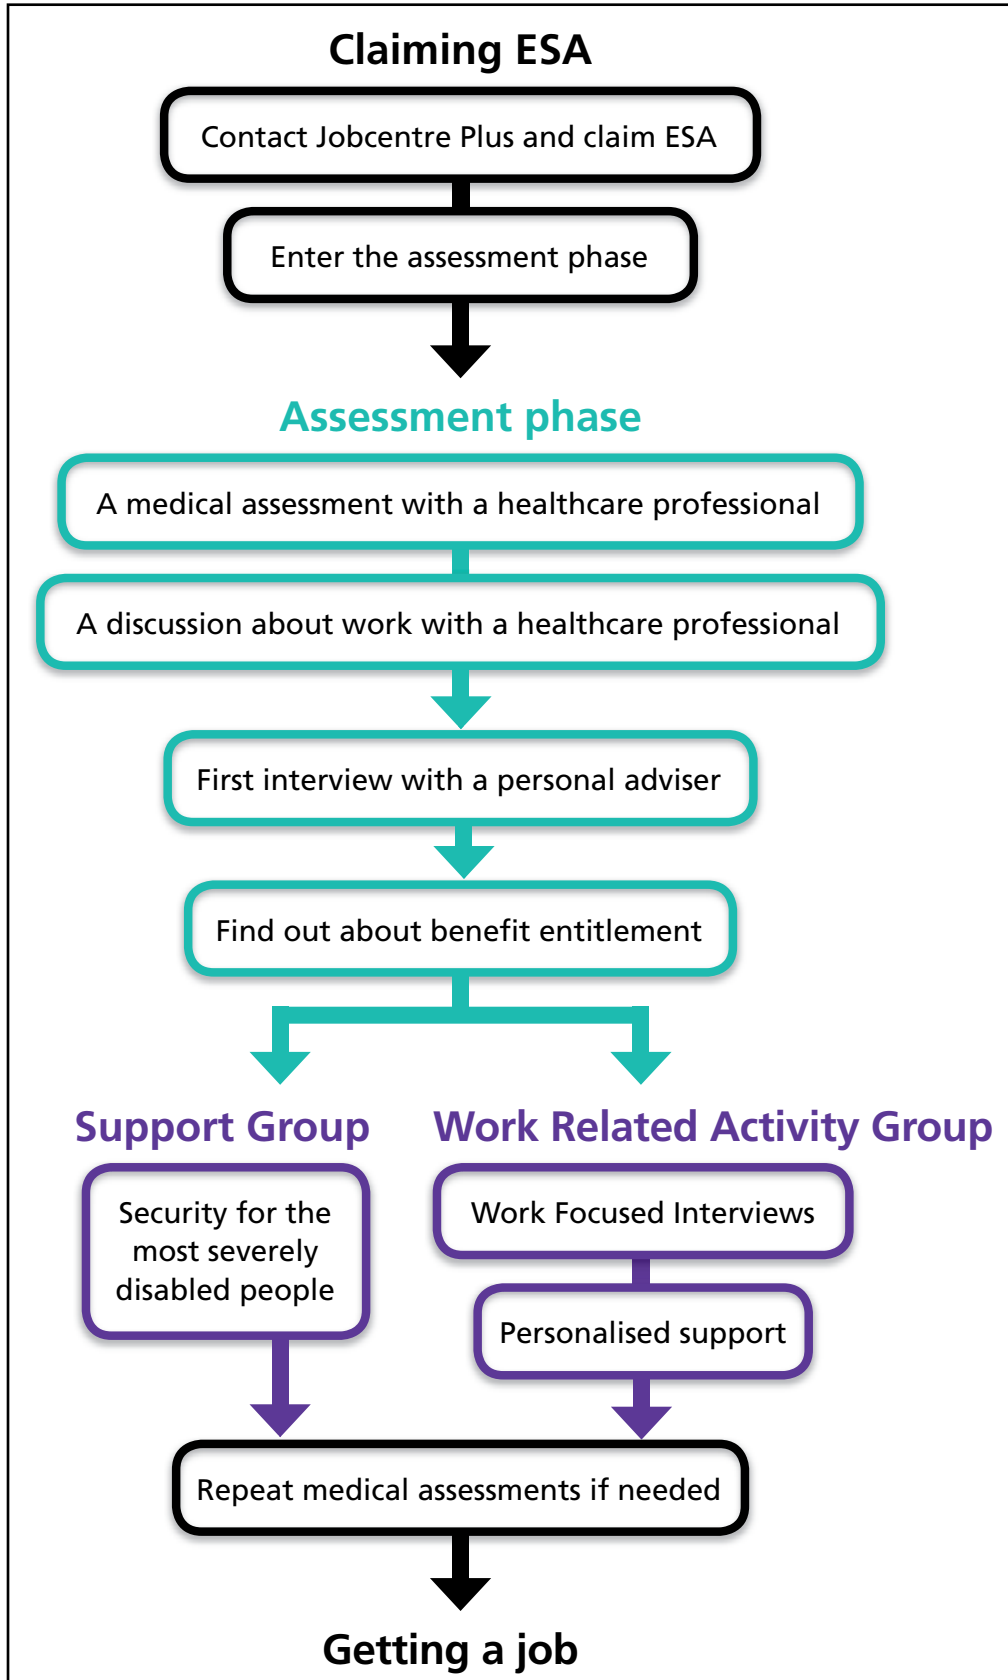 Claiming ESA
Contact Jobcentre Plus and claim ESA
Enter the assessment phase
Assessment phase
A medical assessment with a healthcare professional
A discussion about work with a healthcare professional
First interview with a personal adviser
Find out about benefit entitlement
Support Group
Security for the
most severely
disabled people
Work Related Activity Group
Work Focused Interviews
Personalised support
Repeat medical assessments if needed
Getting a job